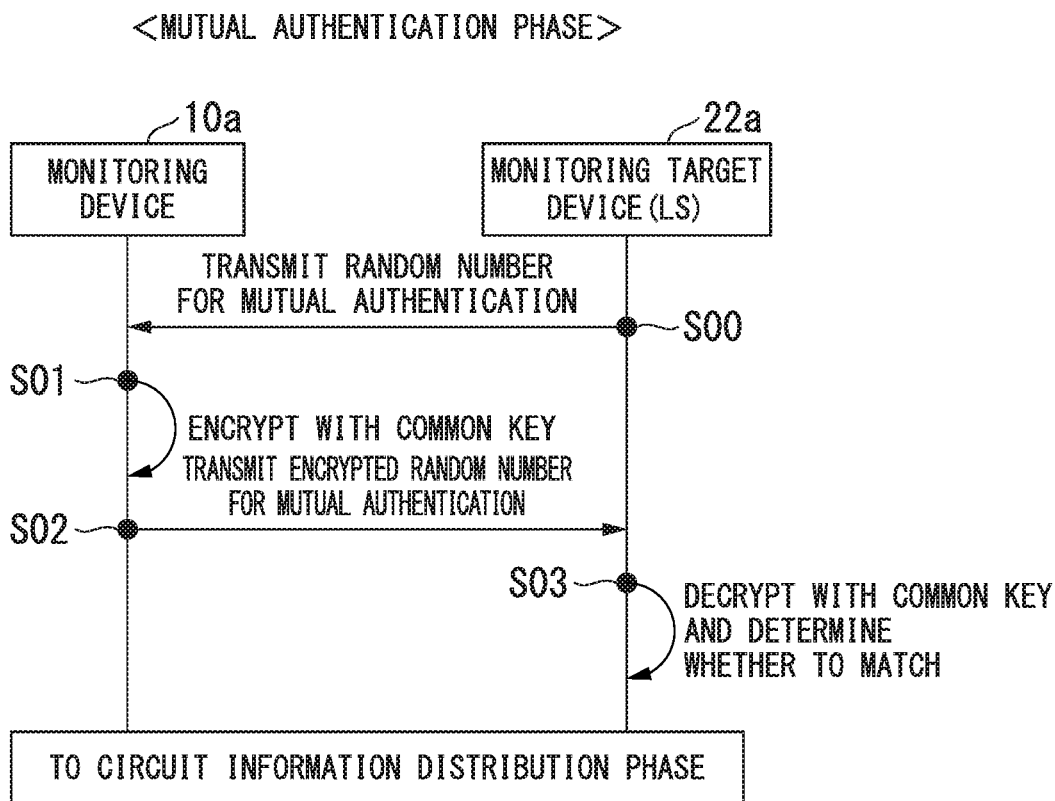 <MUTUAL AUTHENTICATION PHASE>
10a
22a
MONITORING
DEVICE
MONITORING TARGET
DEVICE(LS)
TRANSMIT RANDOM NUMBER
FOR MUTUAL AUTHENTICATION
S00
S01
ENCRYPT WITH COMMON KEY
TRANSMIT ENCRYPTED RANDOM NUMBER
FOR MUTUAL AUTHENTICATION
S02
S03
DECRYPT WITH COMMON KEY
AND DETERMINE
WHETHER TO MATCH
TO CIRCUIT INFORMATION DISTRIBUTION PHASE